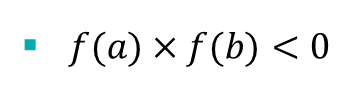 ▪ f(a) × f(b) < 0